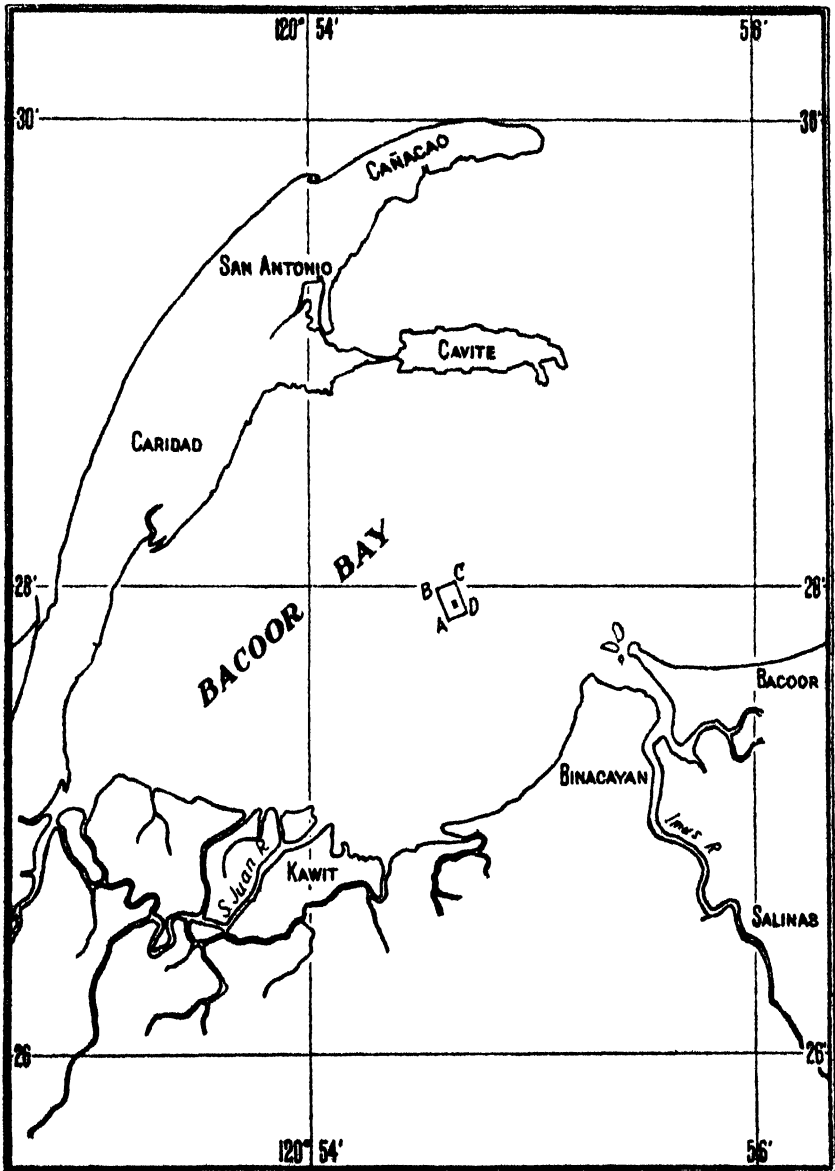 120° 54' 56'
30' 30'
CAÑACAO
SAN ANTONIO
CAVITE
CARIDAD
BACOOR BAY
28' 28'
B C
A D
BACOOR
BINACAYAN
Imus R
S. Juan R.
KAWIT
SALINAS
26' 26'
120° 54' 56'